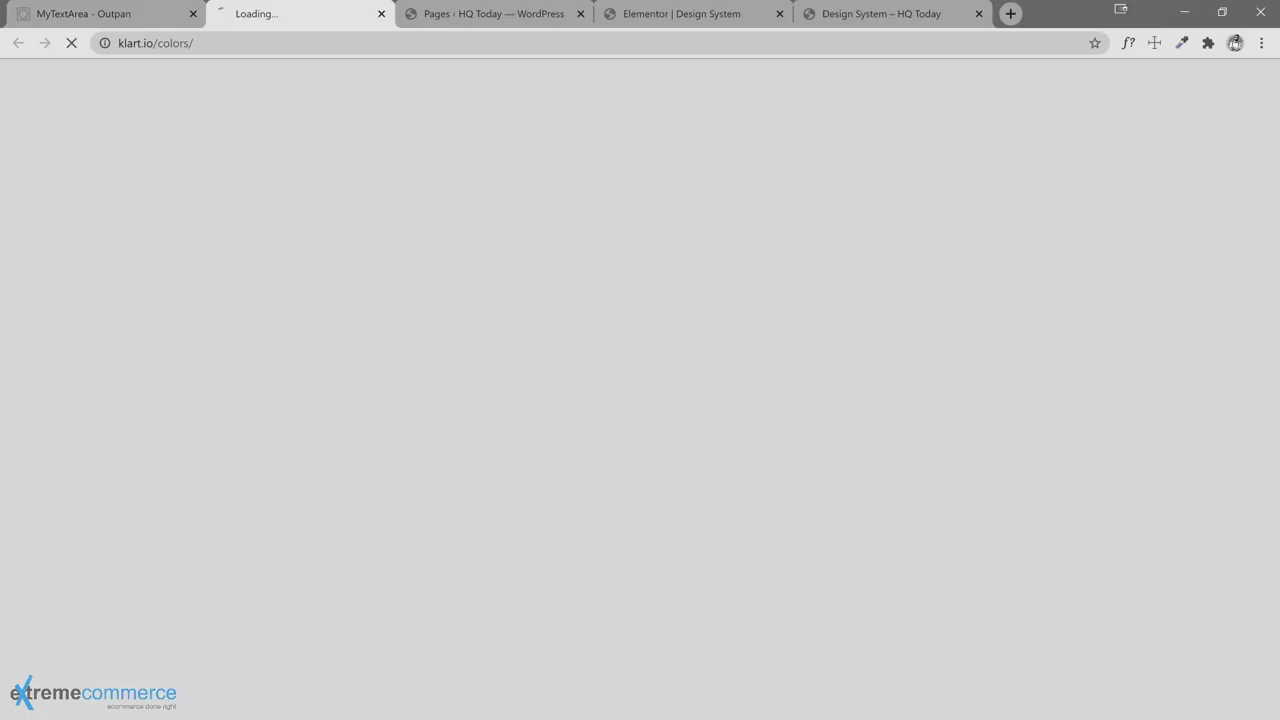 MyTextArea - Outpan
Loading...
Pages ‹ HQ Today — WordPress
Elementor | Design System
Design System – HQ Today
klart.io/colors/
f?
extremecommerce
ecommerce done right